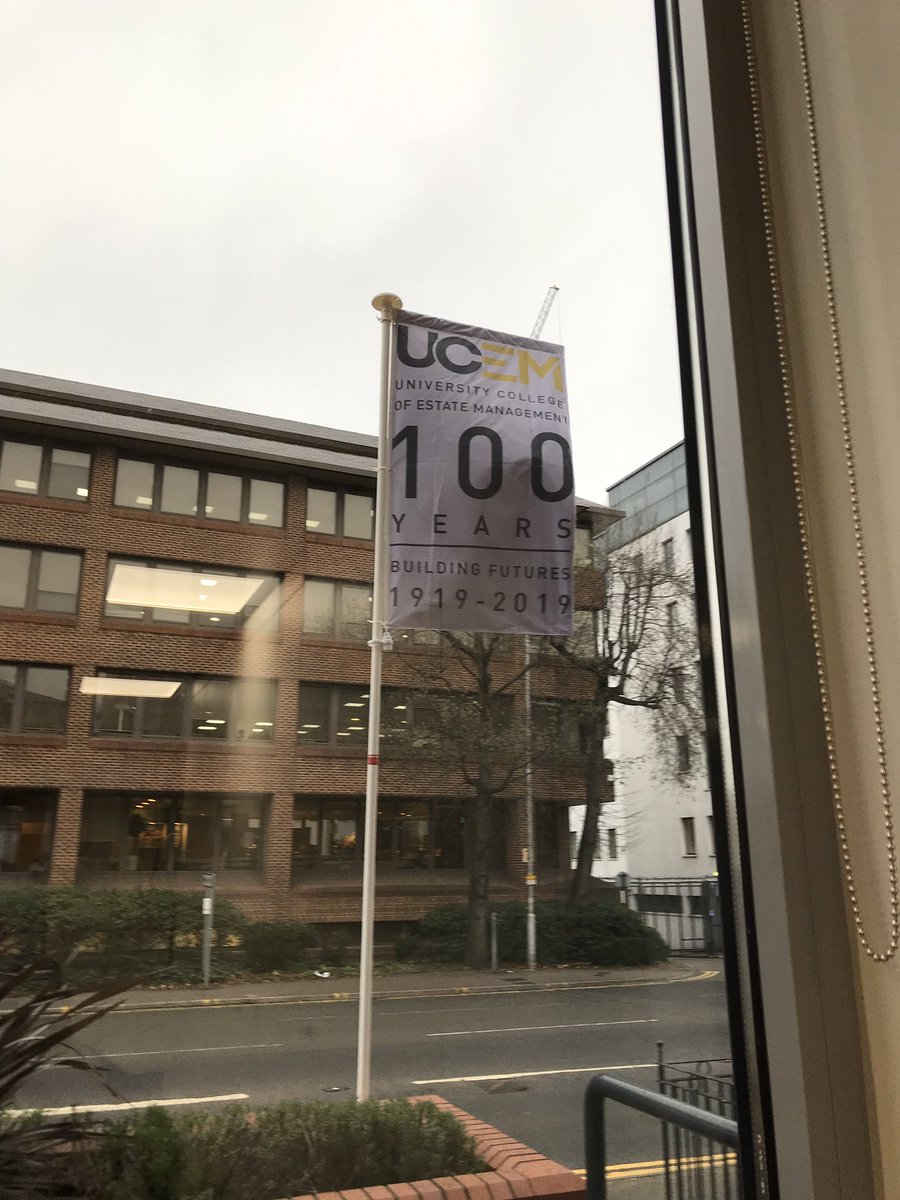 UCEM
UNIVERSITY COLLEGE
OF ESTATE MANAGEMENT
100
YEARS
BUILDING FUTURES
1919-2019